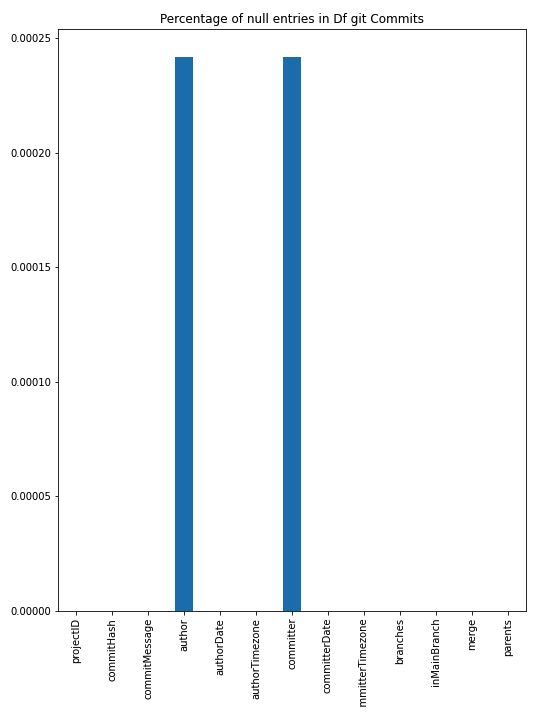 Percentage of null entries in Df git Commits
0.00025
0.00020
0.00015
0.00010
0.00005
0.00000
projectID
commitHash
commitMessage
author
authorDate
authorTimezone
committer
committerDate
mmitterTimezone
branches
inMainBranch
merge
parents